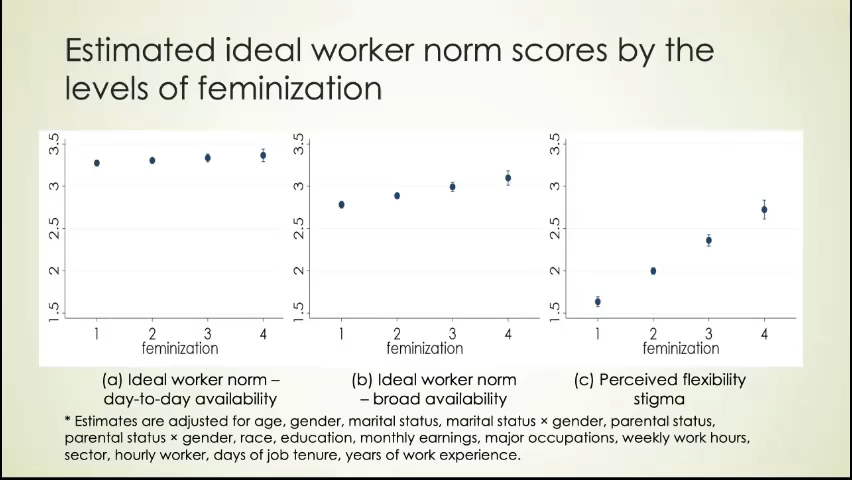 Estimated ideal worker norm scores by the
levels of feminization
3.5
3
2.5
2
1.5
1 2 3 4
feminization
3.5
3
2.5
2
1.5
1 2 3 4
feminization
3.5
3
2.5
2
1.5
1 2 3 4
feminization
(a) Ideal worker norm –
day-to-day availability
(b) Ideal worker norm
– broad availability
(c) Perceived flexibility
stigma
* Estimates are adjusted for age, gender, marital status, marital status × gender, parental status,
parental status × gender, race, education, monthly earnings, major occupations, weekly work hours,
sector, hourly worker, days of job tenure, years of work experience.